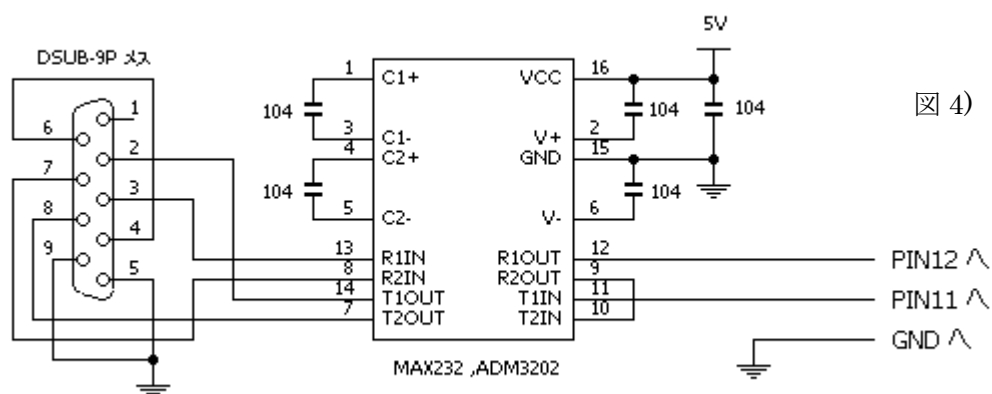 5V
DSUB-9P メス
図 4)
1
6
2
7
3
8
4
9
5
104
104
1 C1+
3 C1-
4 C2+
5 C2-
13 R1IN
8 R2IN
14 T1OUT
7 T2OUT
VCC 16
V+ 2
GND 15
V- 6
R1OUT 12
R2OUT 9
T1IN 11
T2IN 10
104
104
104
PIN12 へ
PIN11 へ
GND へ
MAX232 ,ADM3202